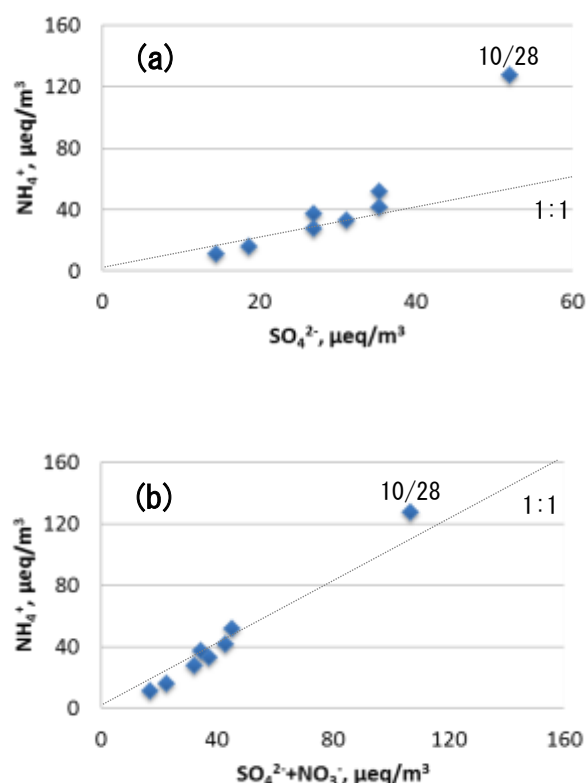 160
(a)
10/28
120
80
40
1:1
0
NH₄⁺, μeq/m³
0 20 40 60
SO₄²⁻, μeq/m³
160
(b)
10/28
1:1
120
80
40
0
NH₄⁺, μeq/m³
0 40 80 120 160
SO₄²⁻+NO₃⁻, μeq/m³